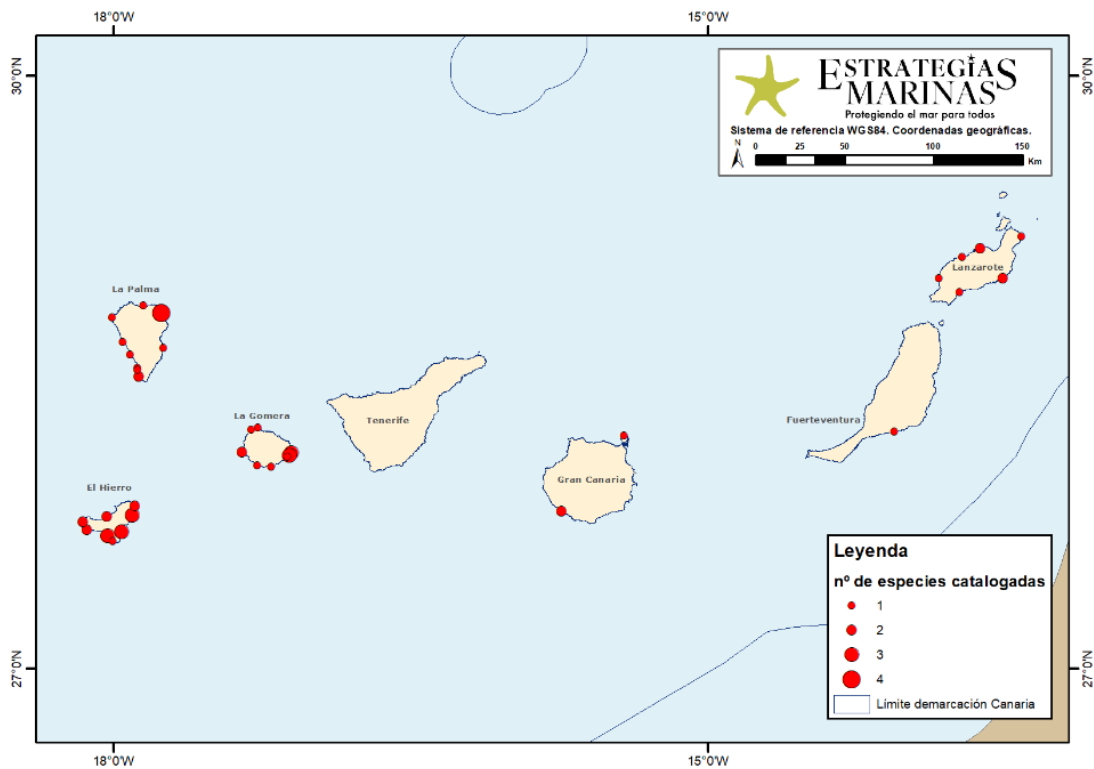 18°0'W
15°0'W
30°0'N
30°0'N
ESTRATEGIAS
MARINAS
Protegiendo el mar para todos
Sistema de referencia WGS84. Coordenadas geográficas.
N
0 25 50 100 150
Km
Lanzarote
La Palma
La Gomera
Tenerife
Fuerteventura
Gran Canaria
El Hierro
Leyenda
nº de especies catalogadas
1
2
3
4
Límite demarcación Canaria
27°0'N
27°0'N
18°0'W
15°0'W